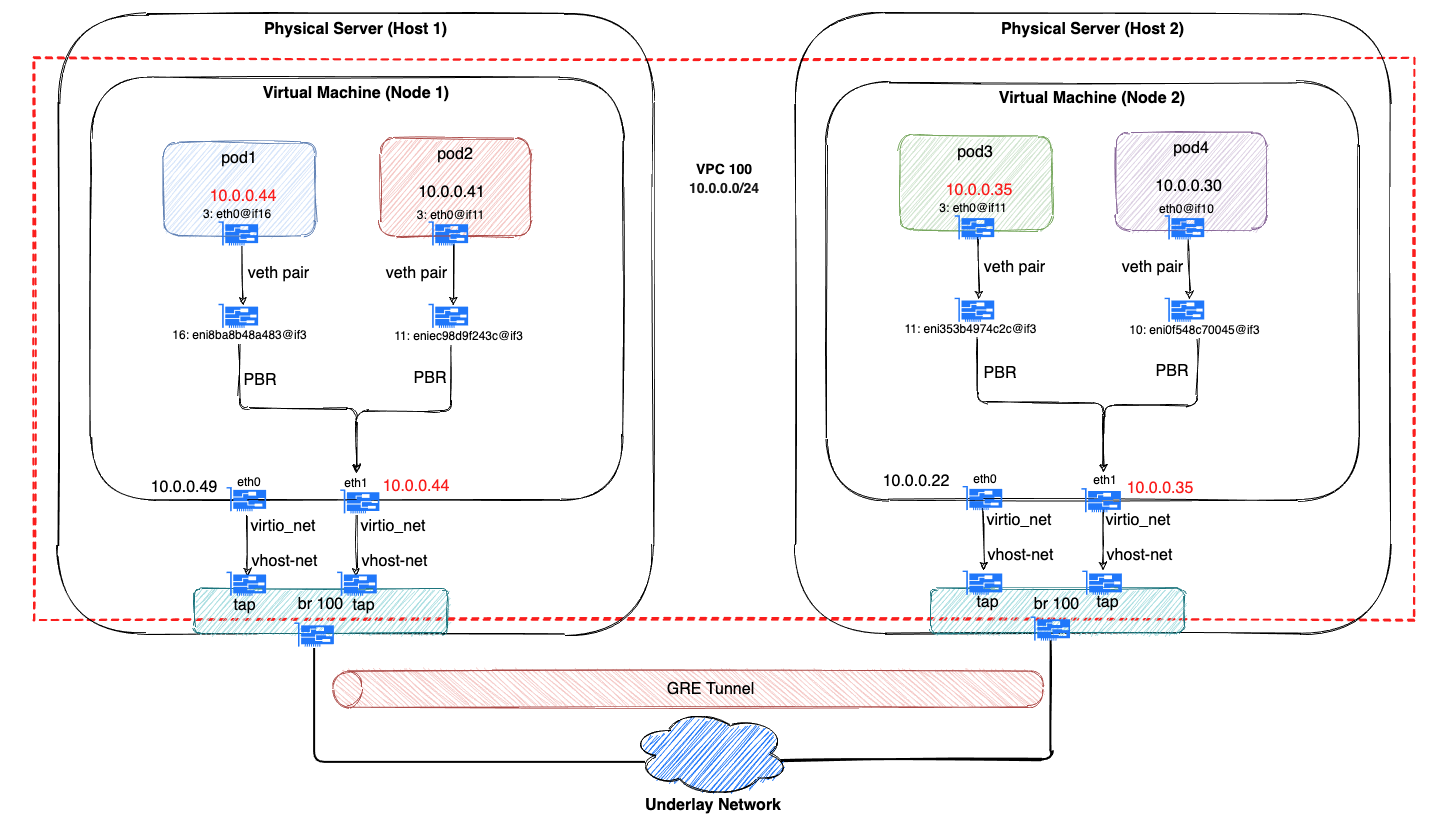 Physical Server (Host 1)
Virtual Machine (Node 1)
pod1
10.0.0.44
3: eth0@if16
pod2
10.0.0.41
3: eth0@if11
veth pair
veth pair
16: eni8ba8b48a483@if3
11: eniec98d9f243c@if3
PBR
PBR
10.0.0.49
eth0
eth1
10.0.0.44
virtio_net
virtio_net
vhost-net
vhost-net
tap
br 100
tap
VPC 100
10.0.0.0/24
Physical Server (Host 2)
Virtual Machine (Node 2)
pod3
10.0.0.35
3: eth0@if11
pod4
10.0.0.30
eth0@if10
veth pair
veth pair
11: eni353b4974c2c@if3
10: eni0f548c70045@if3
PBR
PBR
10.0.0.22
eth0
eth1
10.0.0.35
virtio_net
virtio_net
vhost-net
vhost-net
tap
br 100
tap
GRE Tunnel
Underlay Network